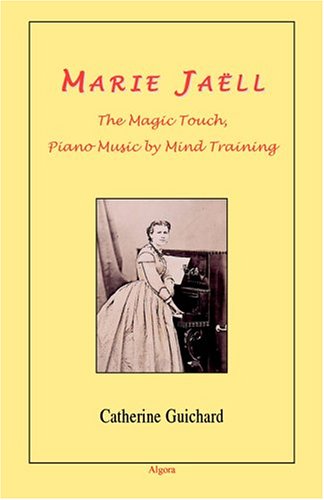 MARIE JAËLL
The Magic Touch,
Piano Music by Mind Training
Catherine Guichard
Algora